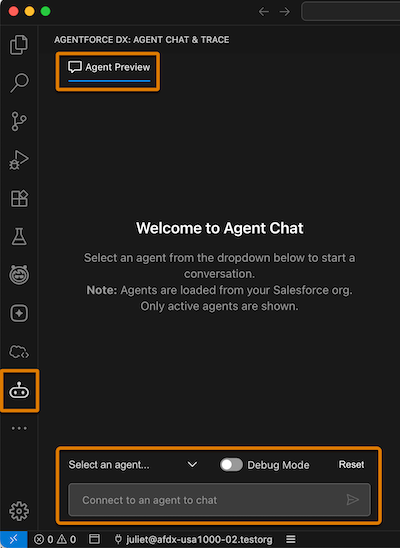 AGENTFORCE DX: AGENT CHAT & TRACE
Agent Preview
Welcome to Agent Chat
Select an agent from the dropdown below to start a
conversation.
Note: Agents are loaded from your Salesforce org.
Only active agents are shown.
Select an agent...
Debug Mode
Reset
Connect to an agent to chat
0 0 juliet@afdx-usa1000-02.testorg